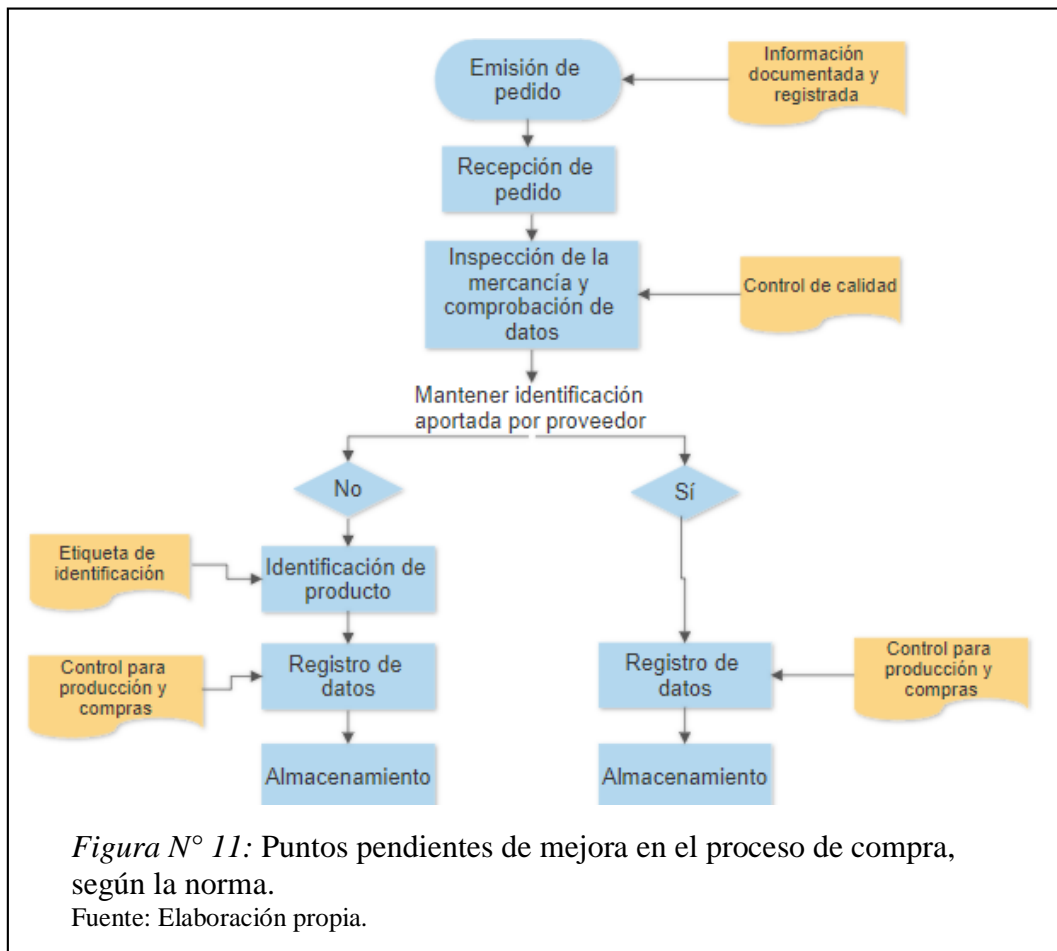 Emisión de
pedido
Información
documentada y
registrada
Recepción de
pedido
Inspección de la
mercancía y
comprobación de
datos
Control de calidad
Mantener identificación
aportada por proveedor
No
Sí
Etiqueta de
identificación
Identificación de
producto
Control para
producción y
compras
Registro de
datos
Registro de
datos
Control para
producción y
compras
Almacenamiento
Almacenamiento
Figura N° 11: Puntos pendientes de mejora en el proceso de compra,
según la norma.
Fuente: Elaboración propia.